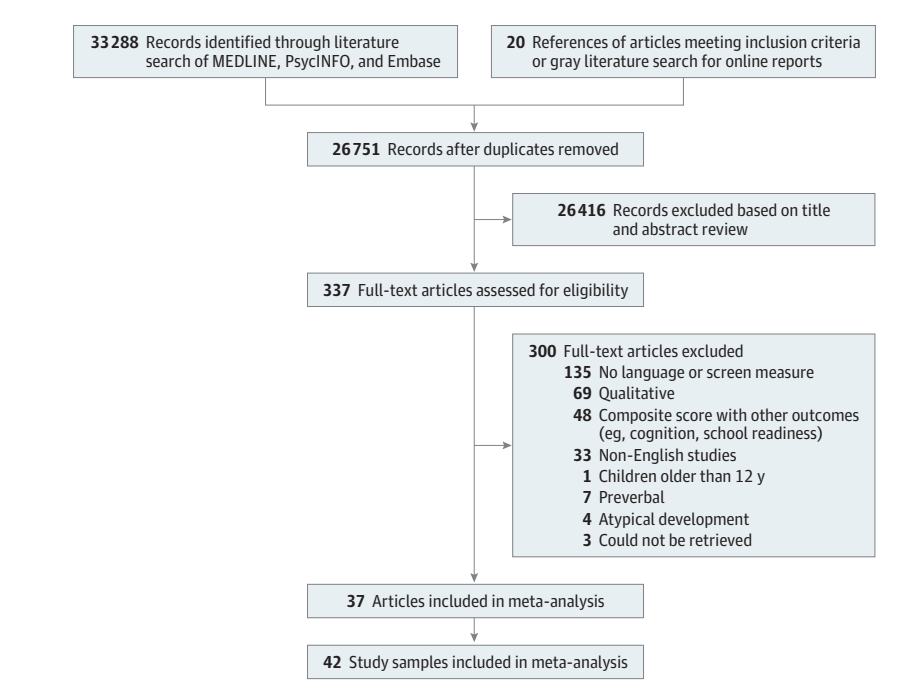 33288 Records identified through literature
search of MEDLINE, PsycINFO, and Embase
20 References of articles meeting inclusion criteria
or gray literature search for online reports
26751 Records after duplicates removed
26416 Records excluded based on title
and abstract review
337 Full-text articles assessed for eligibility
300 Full-text articles excluded
135 No language or screen measure
69 Qualitative
48 Composite score with other outcomes
(eg, cognition, school readiness)
33 Non-English studies
1 Children older than 12 y
7 Preverbal
4 Atypical development
3 Could not be retrieved
37 Articles included in meta-analysis
42 Study samples included in meta-analysis